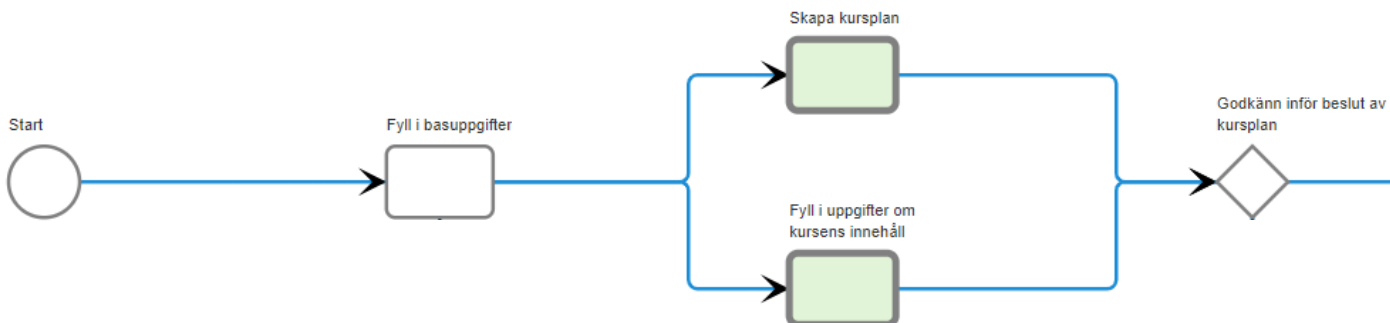 Skapa kursplan
Start
Fyll i basuppgifter
Godkänn inför beslut av
kursplan
Fyll i uppgifter om
kursens innehåll